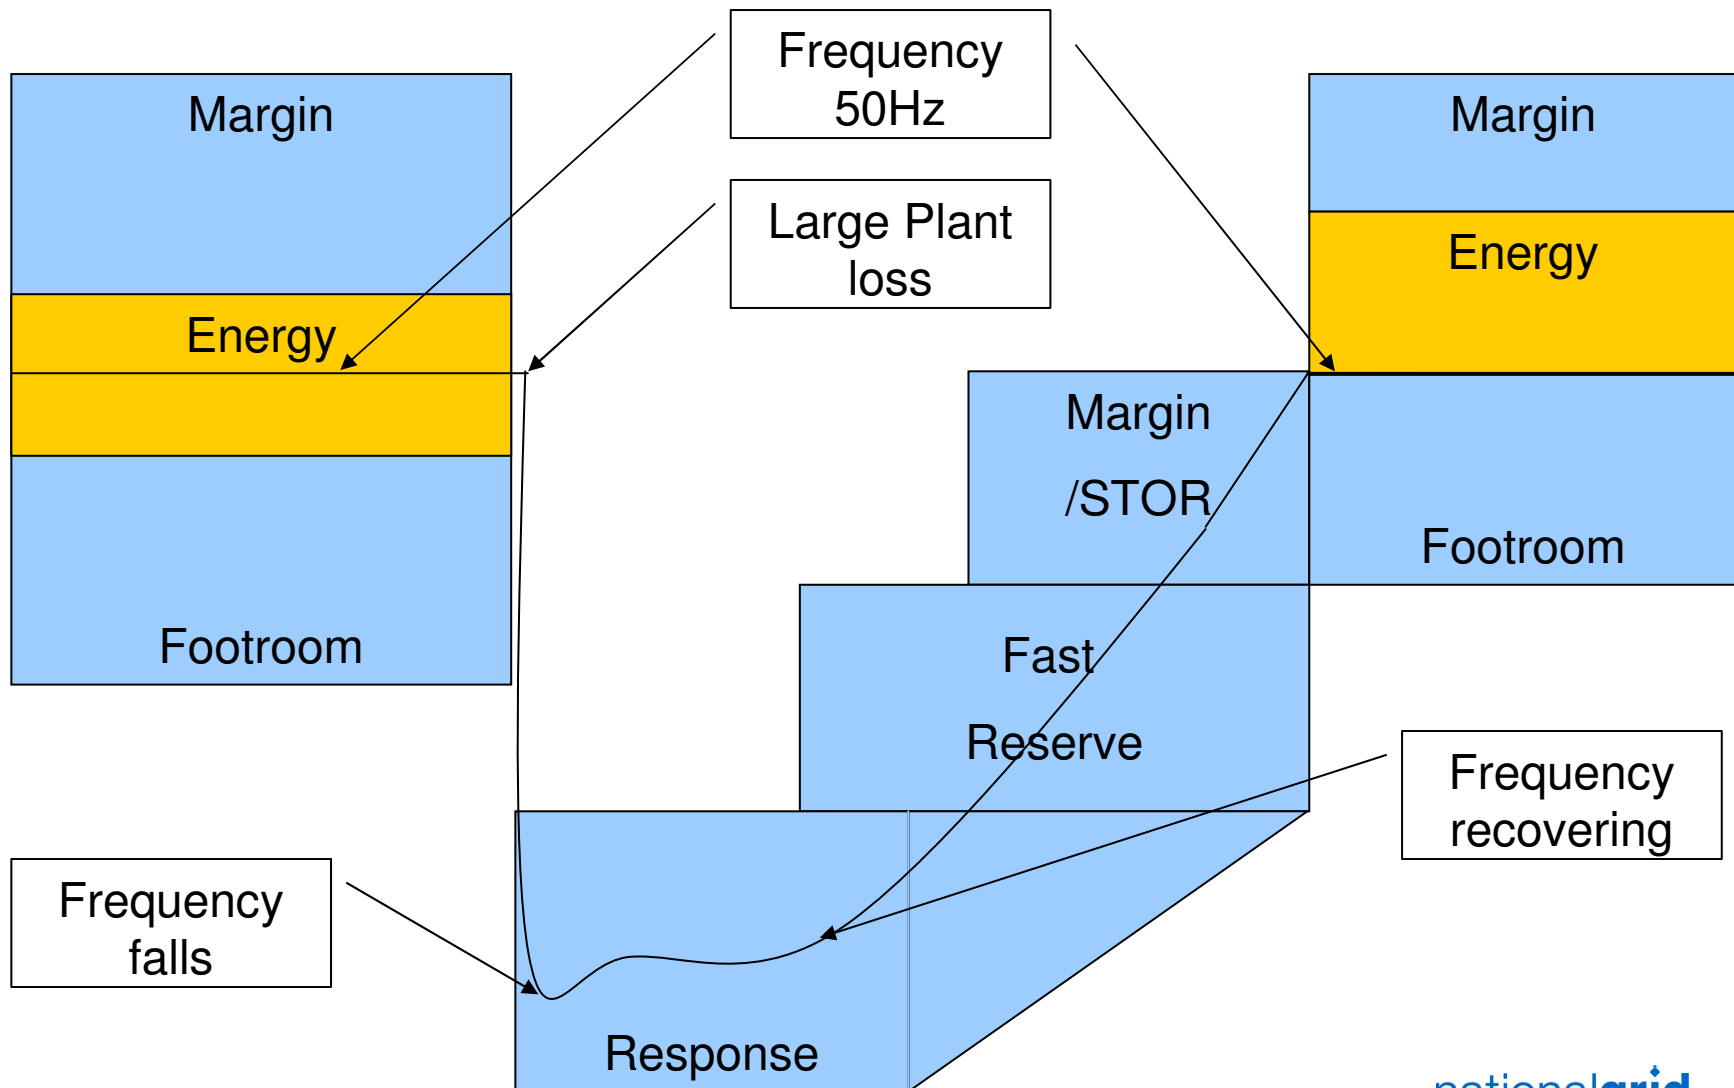 Frequency
50Hz
Margin
Margin
Large Plant
loss
Energy
Energy
Margin
/STOR
Footroom
Footroom
Fast
Reserve
Frequency
recovering
Frequency
falls
Response
nationalgrid